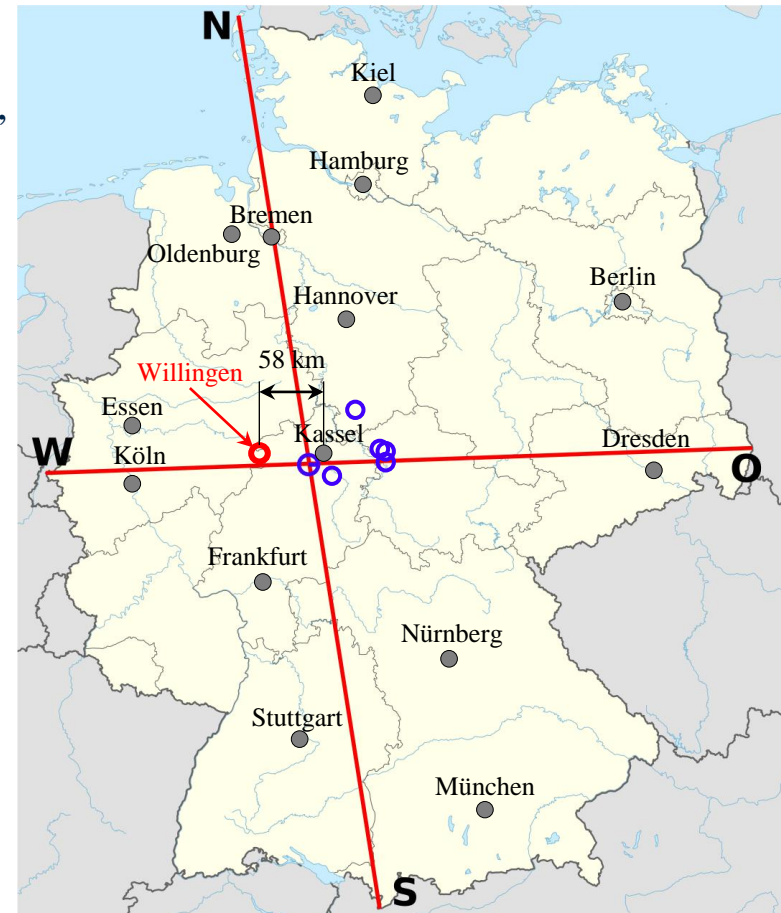 N
Kiel
,
Hamburg
Bremen
Oldenburg
Berlin
Hannover
58 km
Willingen
Essen
Kassel
Dresden
W
Köln
O
Frankfurt
Nürnberg
Stuttgart
München
S